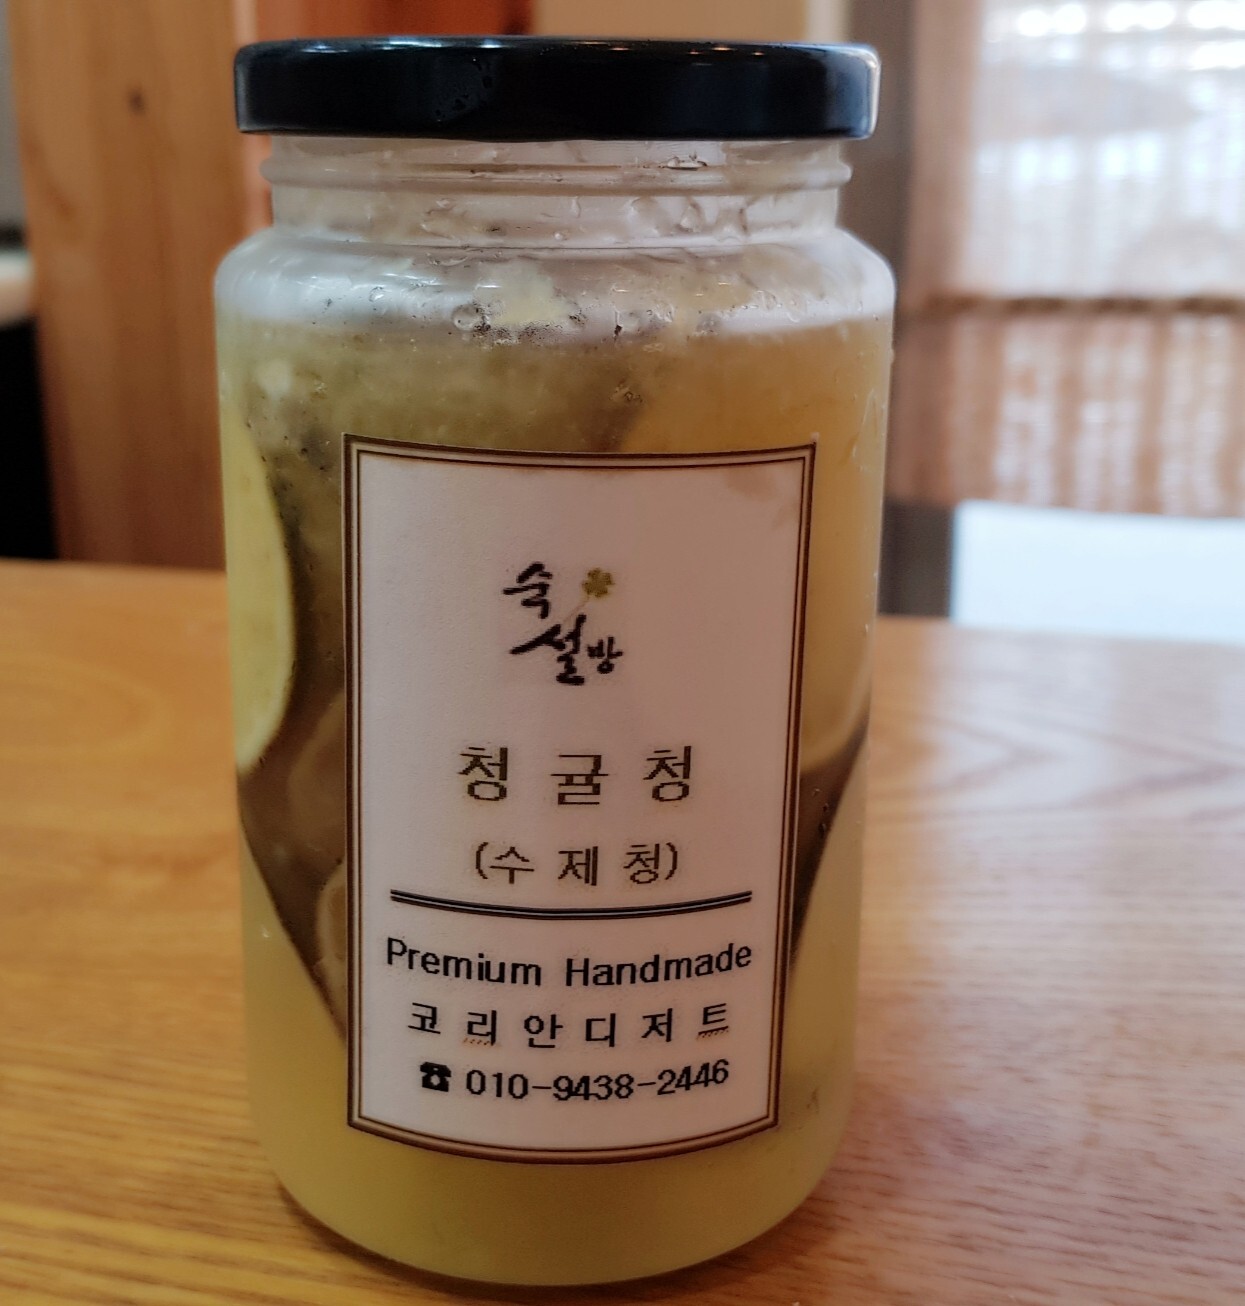 숙
설방
청귤청
(수제청)
Premium Handmade
코리안디저트
☎ 010-9438-2446